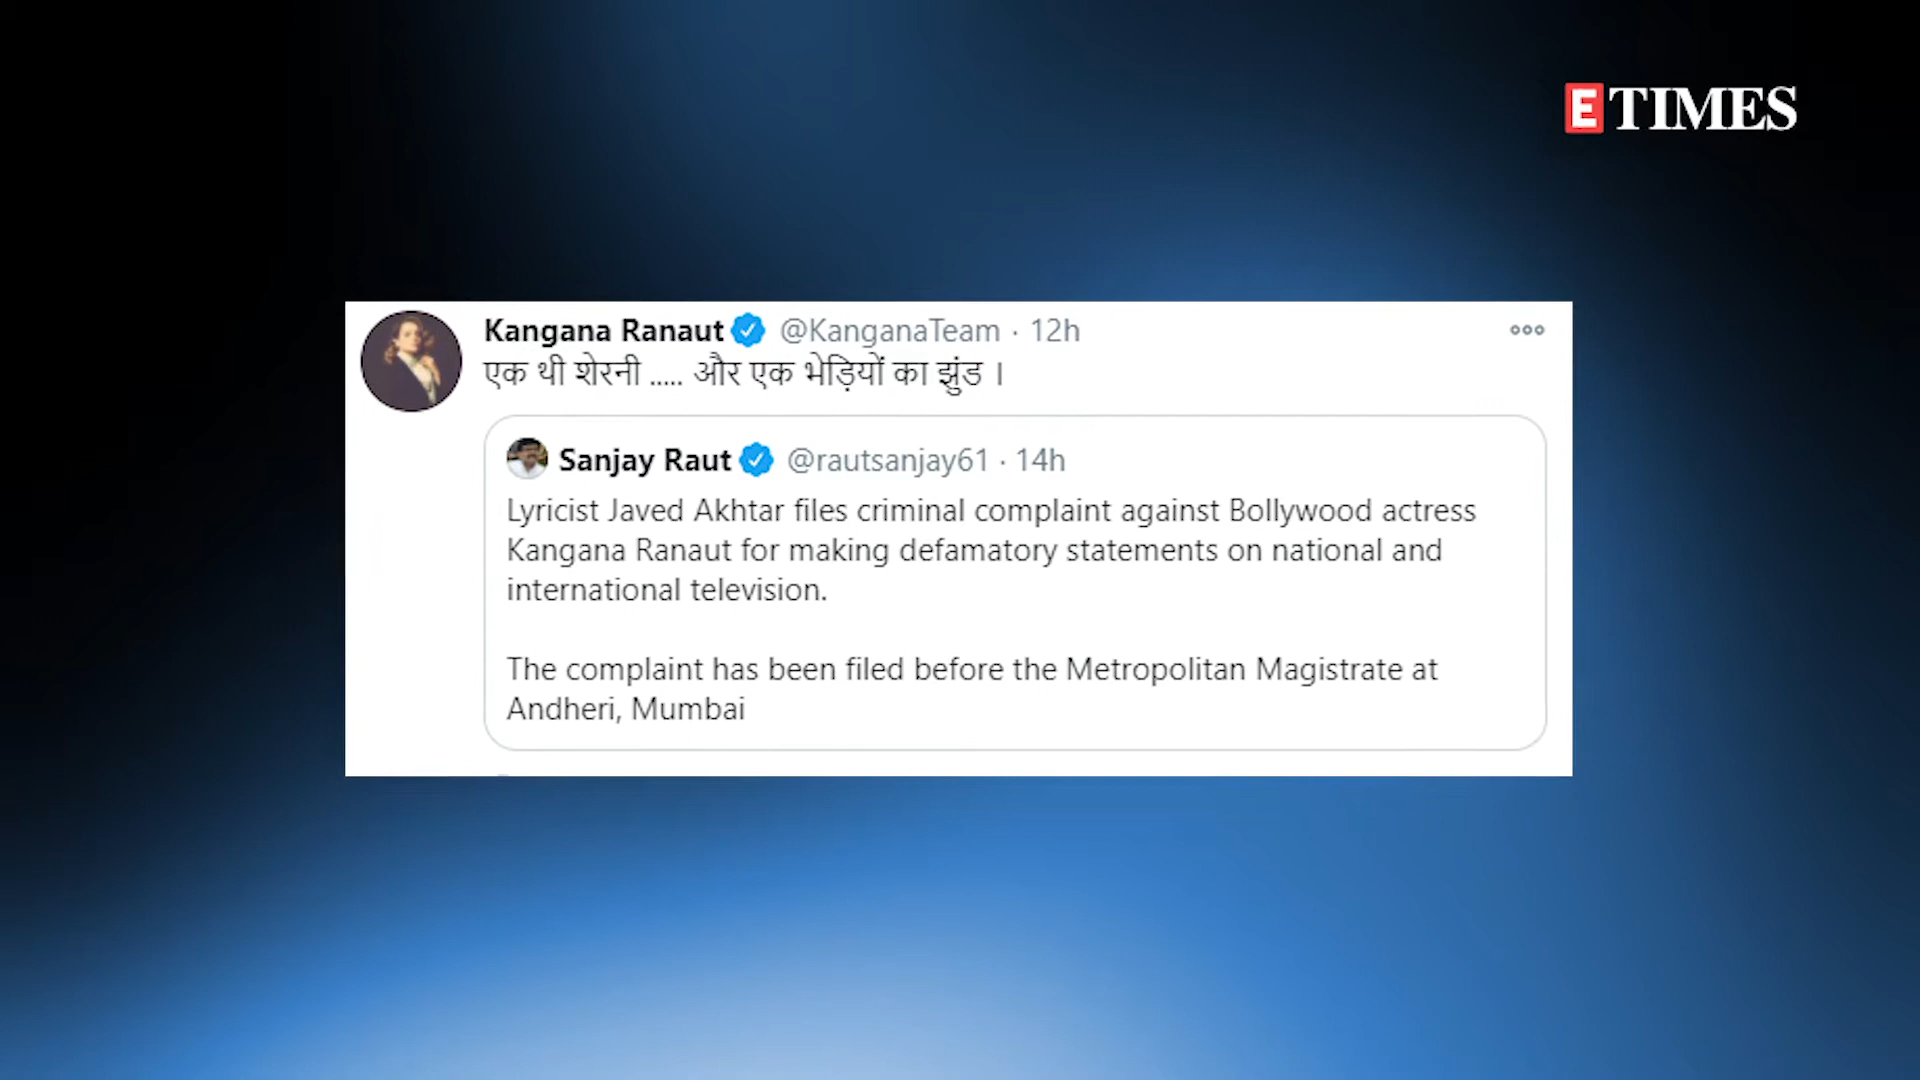 E TIMES
Kangana Ranaut @KanganaTeam · 12h
एक थी शेरनी ..... और एक भेड़ियों का झुंड ।
Sanjay Raut @rautsanjay61 · 14h
Lyricist Javed Akhtar files criminal complaint against Bollywood actress
Kangana Ranaut for making defamatory statements on national and
international television.
The complaint has been filed before the Metropolitan Magistrate at
Andheri, Mumbai